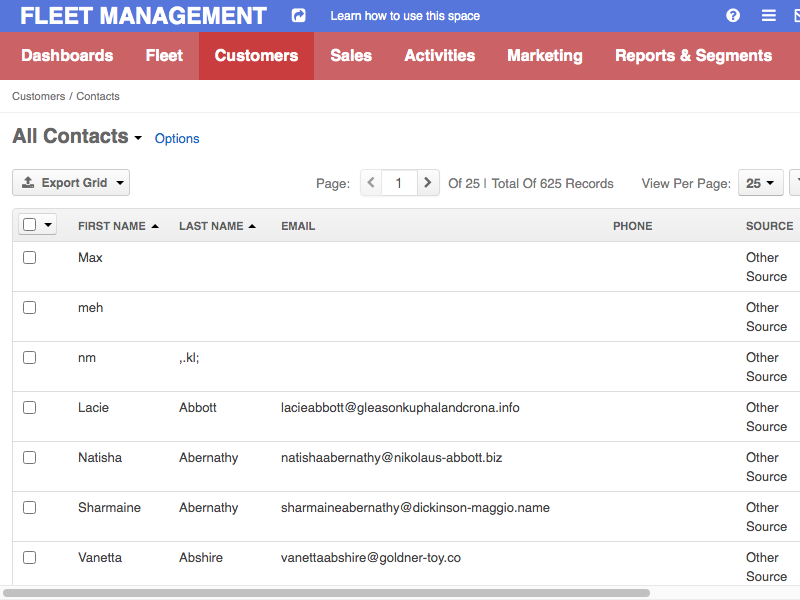 FLEET MANAGEMENT Learn how to use this space
Dashboards Fleet Customers Sales Activities Marketing Reports & Segments
Customers / Contacts
All Contacts Options
Export Grid Page: 1 Of 25 | Total Of 625 Records View Per Page: 25
FIRST NAME LAST NAME EMAIL PHONE SOURCE
Max Other
Source
meh Other
Source
nm ,.kl; Other
Source
Lacie Abbott lacieabbott@gleasonkuphalandcrona.info Other
Source
Natisha Abernathy natishaabernathy@nikolaus-abbott.biz Other
Source
Sharmaine Abernathy sharmaineabernathy@dickinson-maggio.name Other
Source
Vanetta Abshire vanettaabshire@goldner-toy.co Other
Source